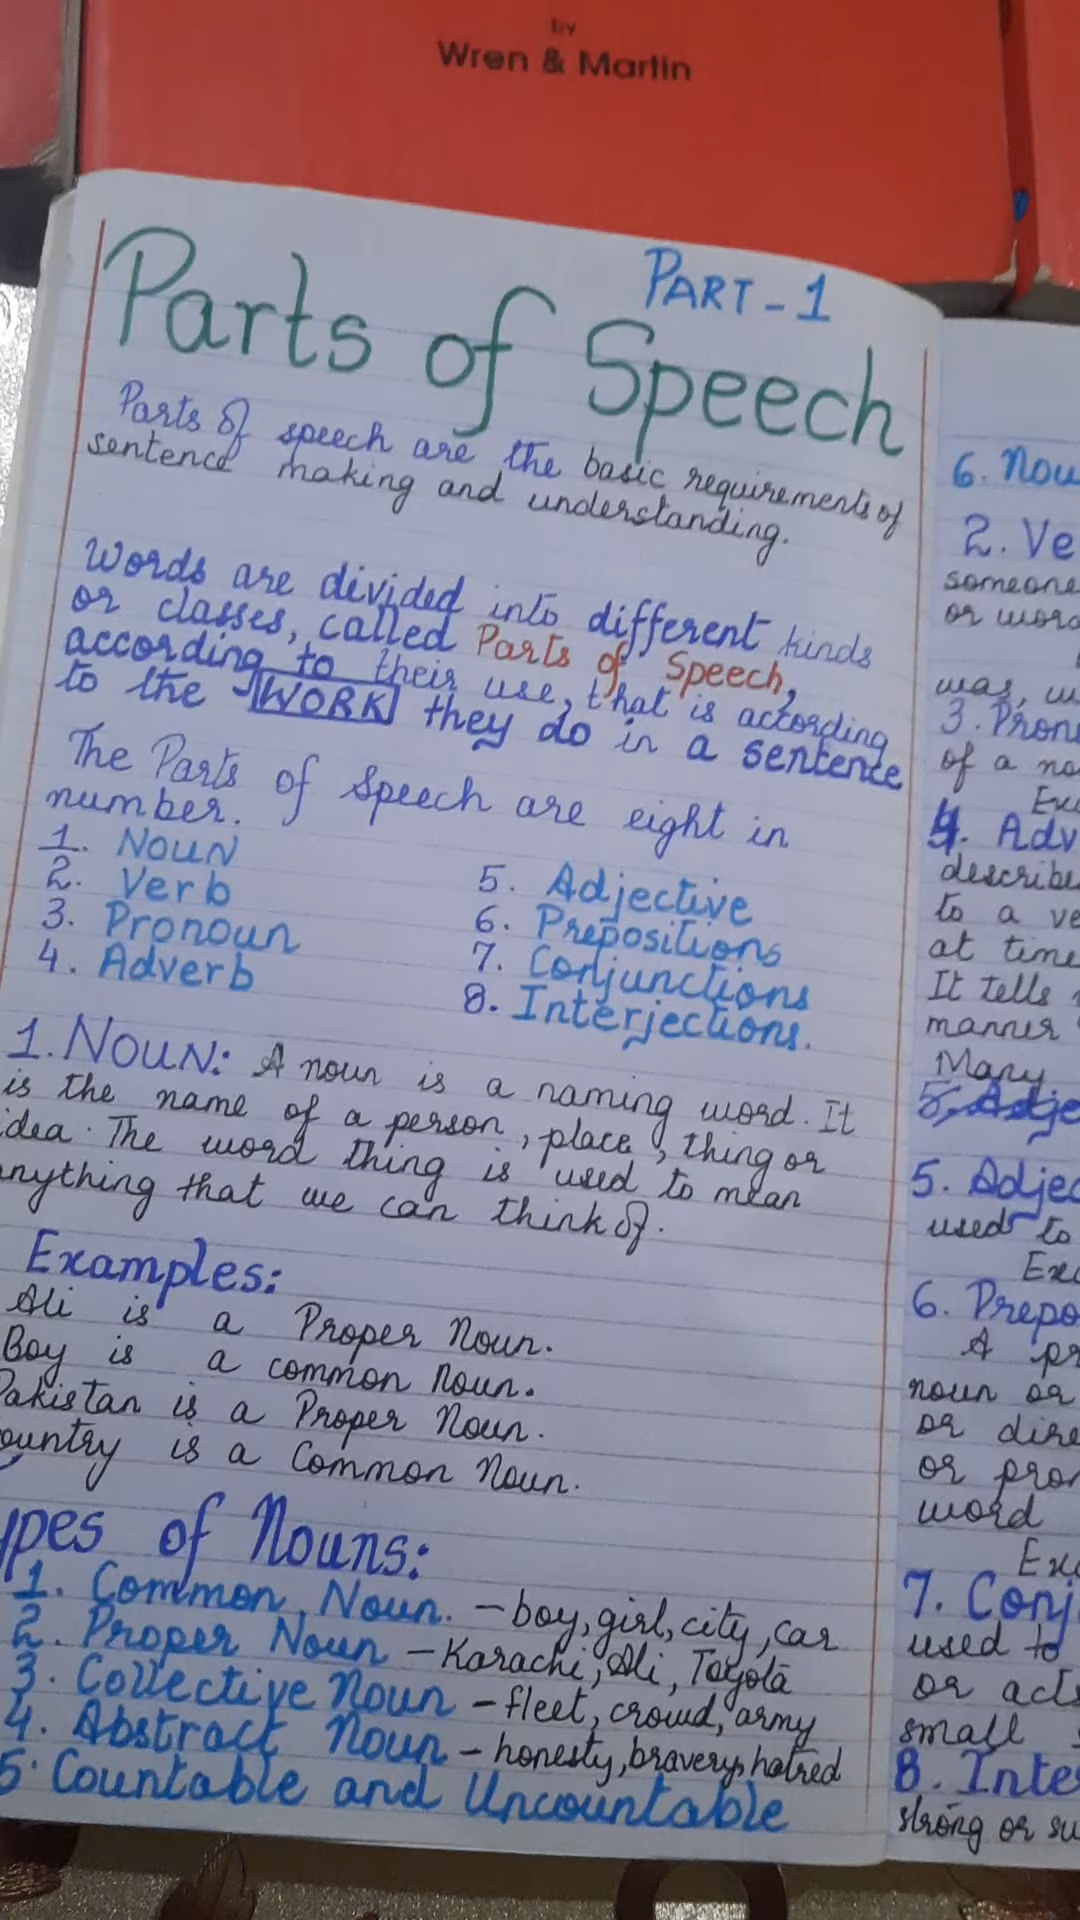 by
Wren & Martin
PART-1
Parts of Speech
Parts of speech are the basic requirements of
sentence making and understanding.
Words are divided into different kinds
or classes, called Parts of Speech,
according to their use, that is according
to the WORK they do in a sentence
The Parts of Speech are eight in
number.
1. NOUN
2. Verb
3. Pronoun
4. Adverb
5. Adjective
6. Prepositions
7. Conjunctions
8. Interjections.
1. NOUN: A noun is a naming word. It
is the name of a person, place, thing or
idea. The word thing is used to mean
anything that we can think of.
Examples:
Ali is a Proper Noun.
Boy is a common noun.
Pakistan is a Proper Noun.
ountry is a Common Noun.
ypes of Nouns:
1. Common Noun. - boy, girl, city, car
2. Proper Noun - Karachi, Ali, Toyota
3. Collective Noun - fleet, crowd, army
4. Abstract Noun - honesty, bravery, hatred
5. Countable and Uncountable
6. Nou
2. Ve
someone
or word
was, w
3. Pron
of a no
Ex
4. Adv
describe
to a ve
at time
It tells
manner
Many
5. Adje
5. Adjec
used to
Exa
6. Prepo
A pr
noun or
or dire
or pron
word
Exa
7. Conj
used to
or acts
small
8. Inte
strong or su